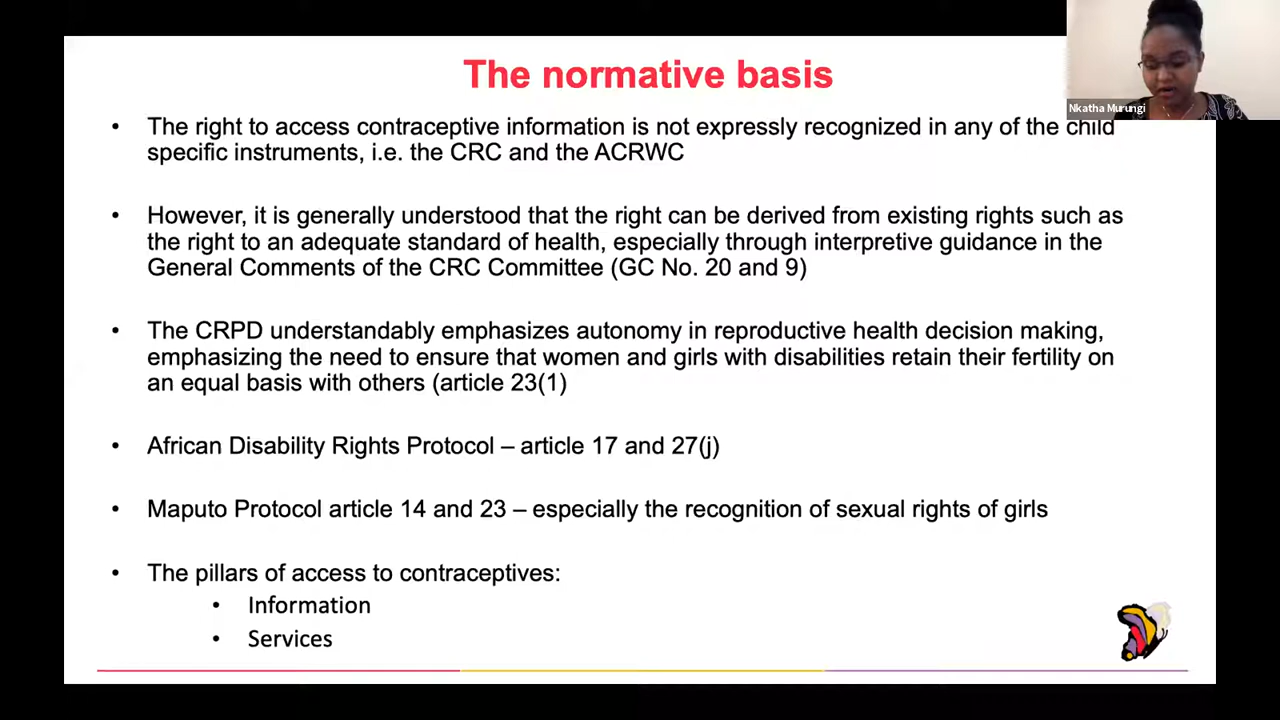 The normative basis
Nkatha Murungi
• The right to access contraceptive information is not expressly recognized in any of the child
specific instruments, i.e. the CRC and the ACRWC
• However, it is generally understood that the right can be derived from existing rights such as
the right to an adequate standard of health, especially through interpretive guidance in the
General Comments of the CRC Committee (GC No. 20 and 9)
• The CRPD understandably emphasizes autonomy in reproductive health decision making,
emphasizing the need to ensure that women and girls with disabilities retain their fertility on
an equal basis with others (article 23(1)
• African Disability Rights Protocol – article 17 and 27(j)
• Maputo Protocol article 14 and 23 – especially the recognition of sexual rights of girls
• The pillars of access to contraceptives:
• Information
• Services